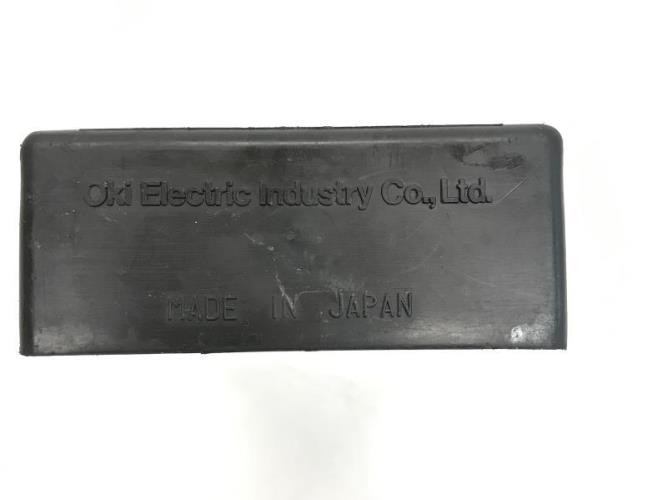 Oki Electric Industry Co., Ltd.
MADE IN JAPAN